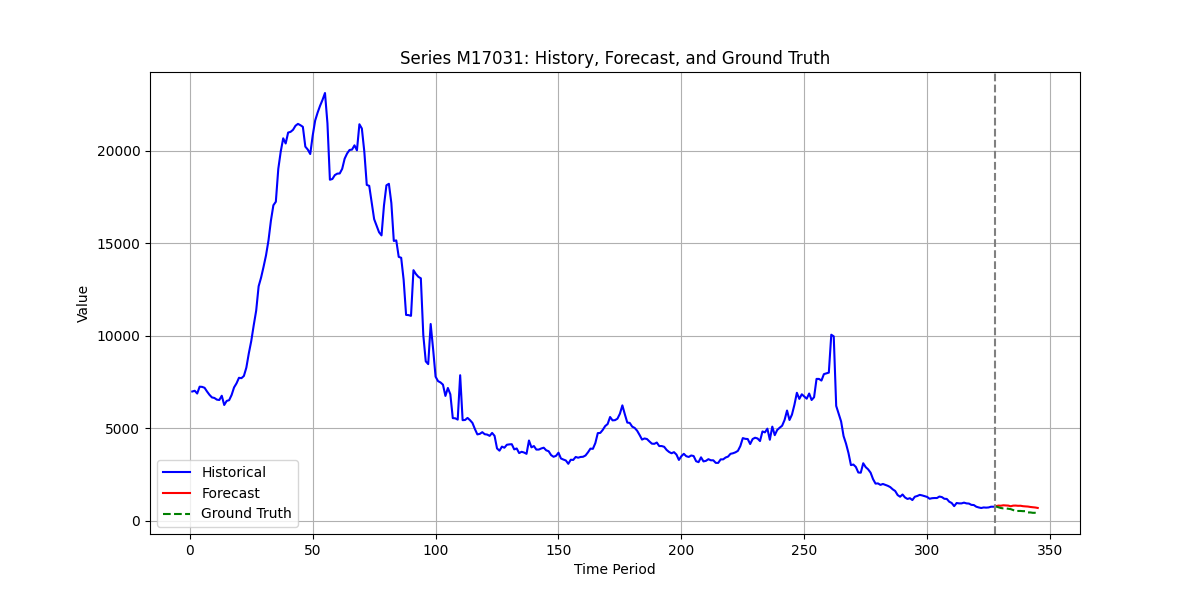 Series M17031: History, Forecast, and Ground Truth
20000
15000
10000
5000
0
Value
Historical
Forecast
Ground Truth
0 50 100 150 200 250 300 350
Time Period